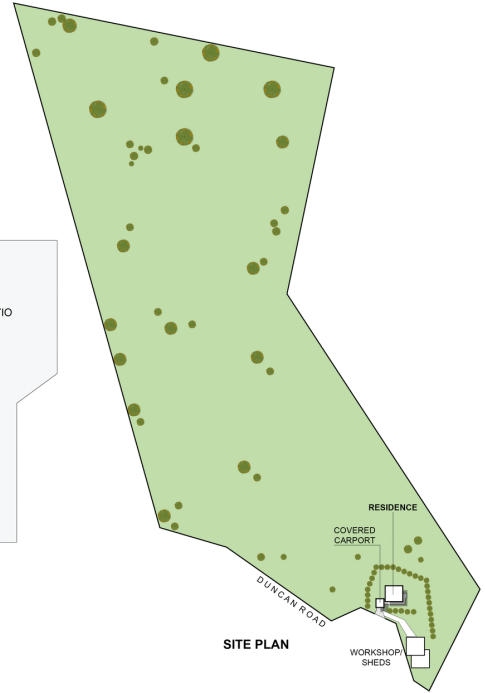 RESIDENCE
COVERED
CARPORT
DUNCAN ROAD
SITE PLAN
WORKSHOP/
SHEDS